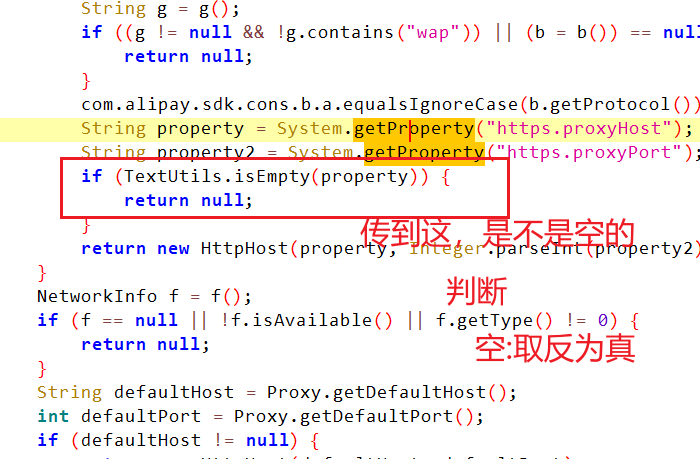 String g = g();
if ((g != null && !g.contains("wap")) || (b = b()) == null
return null;
}
com.alipay.sdk.cons.b.a.equalsIgnoreCase(b.getProtocol())
String property = System.getProperty("https.proxyHost");
String property2 = System.getProperty("https.proxyPort");
if (TextUtils.isEmpty(property)) {
return null;
}
传到这，是不是空的
return new HttpHost(property, Integer.parseInt(property2)
}
NetworkInfo f = f();
判断
if (f == null || !f.isAvailable() || f.getType() != 0) {
return null;
空:取反为真
}
String defaultHost = Proxy.getDefaultHost();
int defaultPort = Proxy.getDefaultPort();
if (defaultHost != null) {